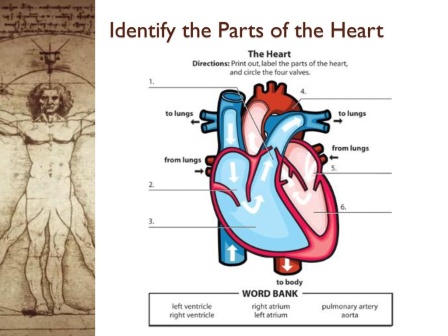 Identify the Parts of the Heart
The Heart
Directions: Print out, label the parts of the heart,
and circle the four valves.
1.
4.
to lungs
to lungs
from lungs
from lungs
5.
2.
6.
3.
to body
WORD BANK
left ventricle right atrium pulmonary artery
right ventricle left atrium aorta